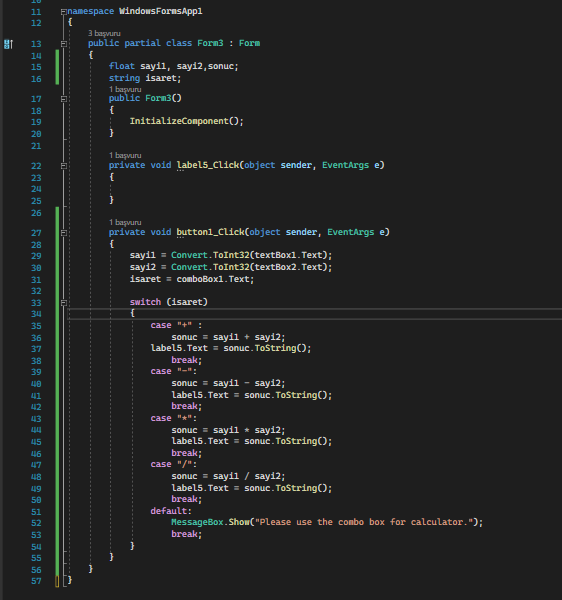 11 namespace WindowsFormsApp1
12 {
3 başvuru
13 public partial class Form3 : Form
14 {
15 float sayi1, sayi2,sonuc;
16 string isaret;
1 başvuru
17 public Form3()
18 {
19 InitializeComponent();
20 }
21
1 başvuru
22 private void label5_Click(object sender, EventArgs e)
23 {
24
25 }
26
1 başvuru
27 private void button1_Click(object sender, EventArgs e)
28 {
29 sayi1 = Convert.ToInt32(textBox1.Text);
30 sayi2 = Convert.ToInt32(textBox2.Text);
31 isaret = comboBox1.Text;
32
33 switch (isaret)
34 {
35 case "+" :
36 sonuc = sayi1 + sayi2;
37 label5.Text = sonuc.ToString();
38 break;
39 case "-":
40 sonuc = sayi1 - sayi2;
41 label5.Text = sonuc.ToString();
42 break;
43 case "*":
44 sonuc = sayi1 * sayi2;
45 label5.Text = sonuc.ToString();
46 break;
47 case "/":
48 sonuc = sayi1 / sayi2;
49 label5.Text = sonuc.ToString();
50 break;
51 default:
52 MessageBox.Show("Please use the combo box for calculator.");
53 break;
54 }
55 }
56 }
57 }